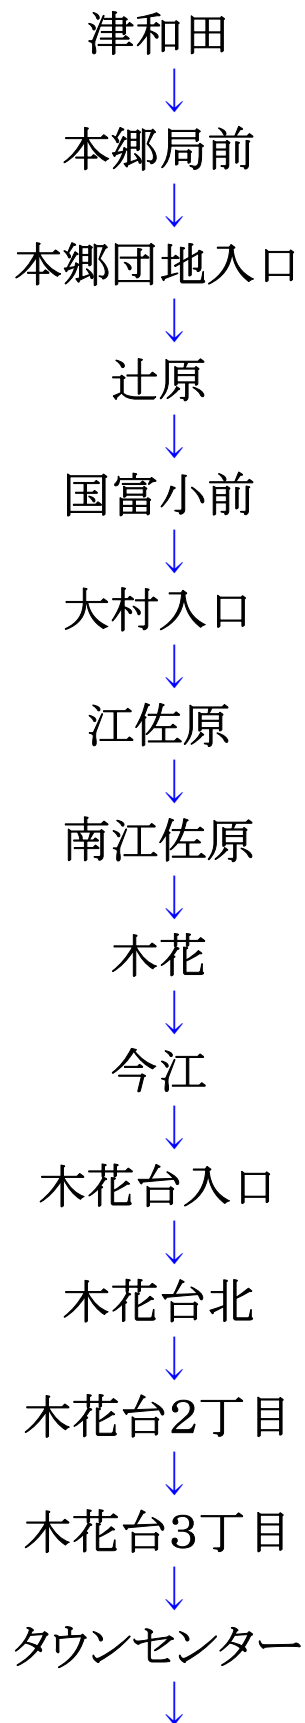 津和田
↓
本郷局前
↓
本郷団地入口
↓
辻原
↓
国富小前
↓
大村入口
↓
江佐原
↓
南江佐原
↓
木花
↓
今江
↓
木花台入口
↓
木花台北
↓
木花台2丁目
↓
木花台3丁目
↓
タウンセンター
↓